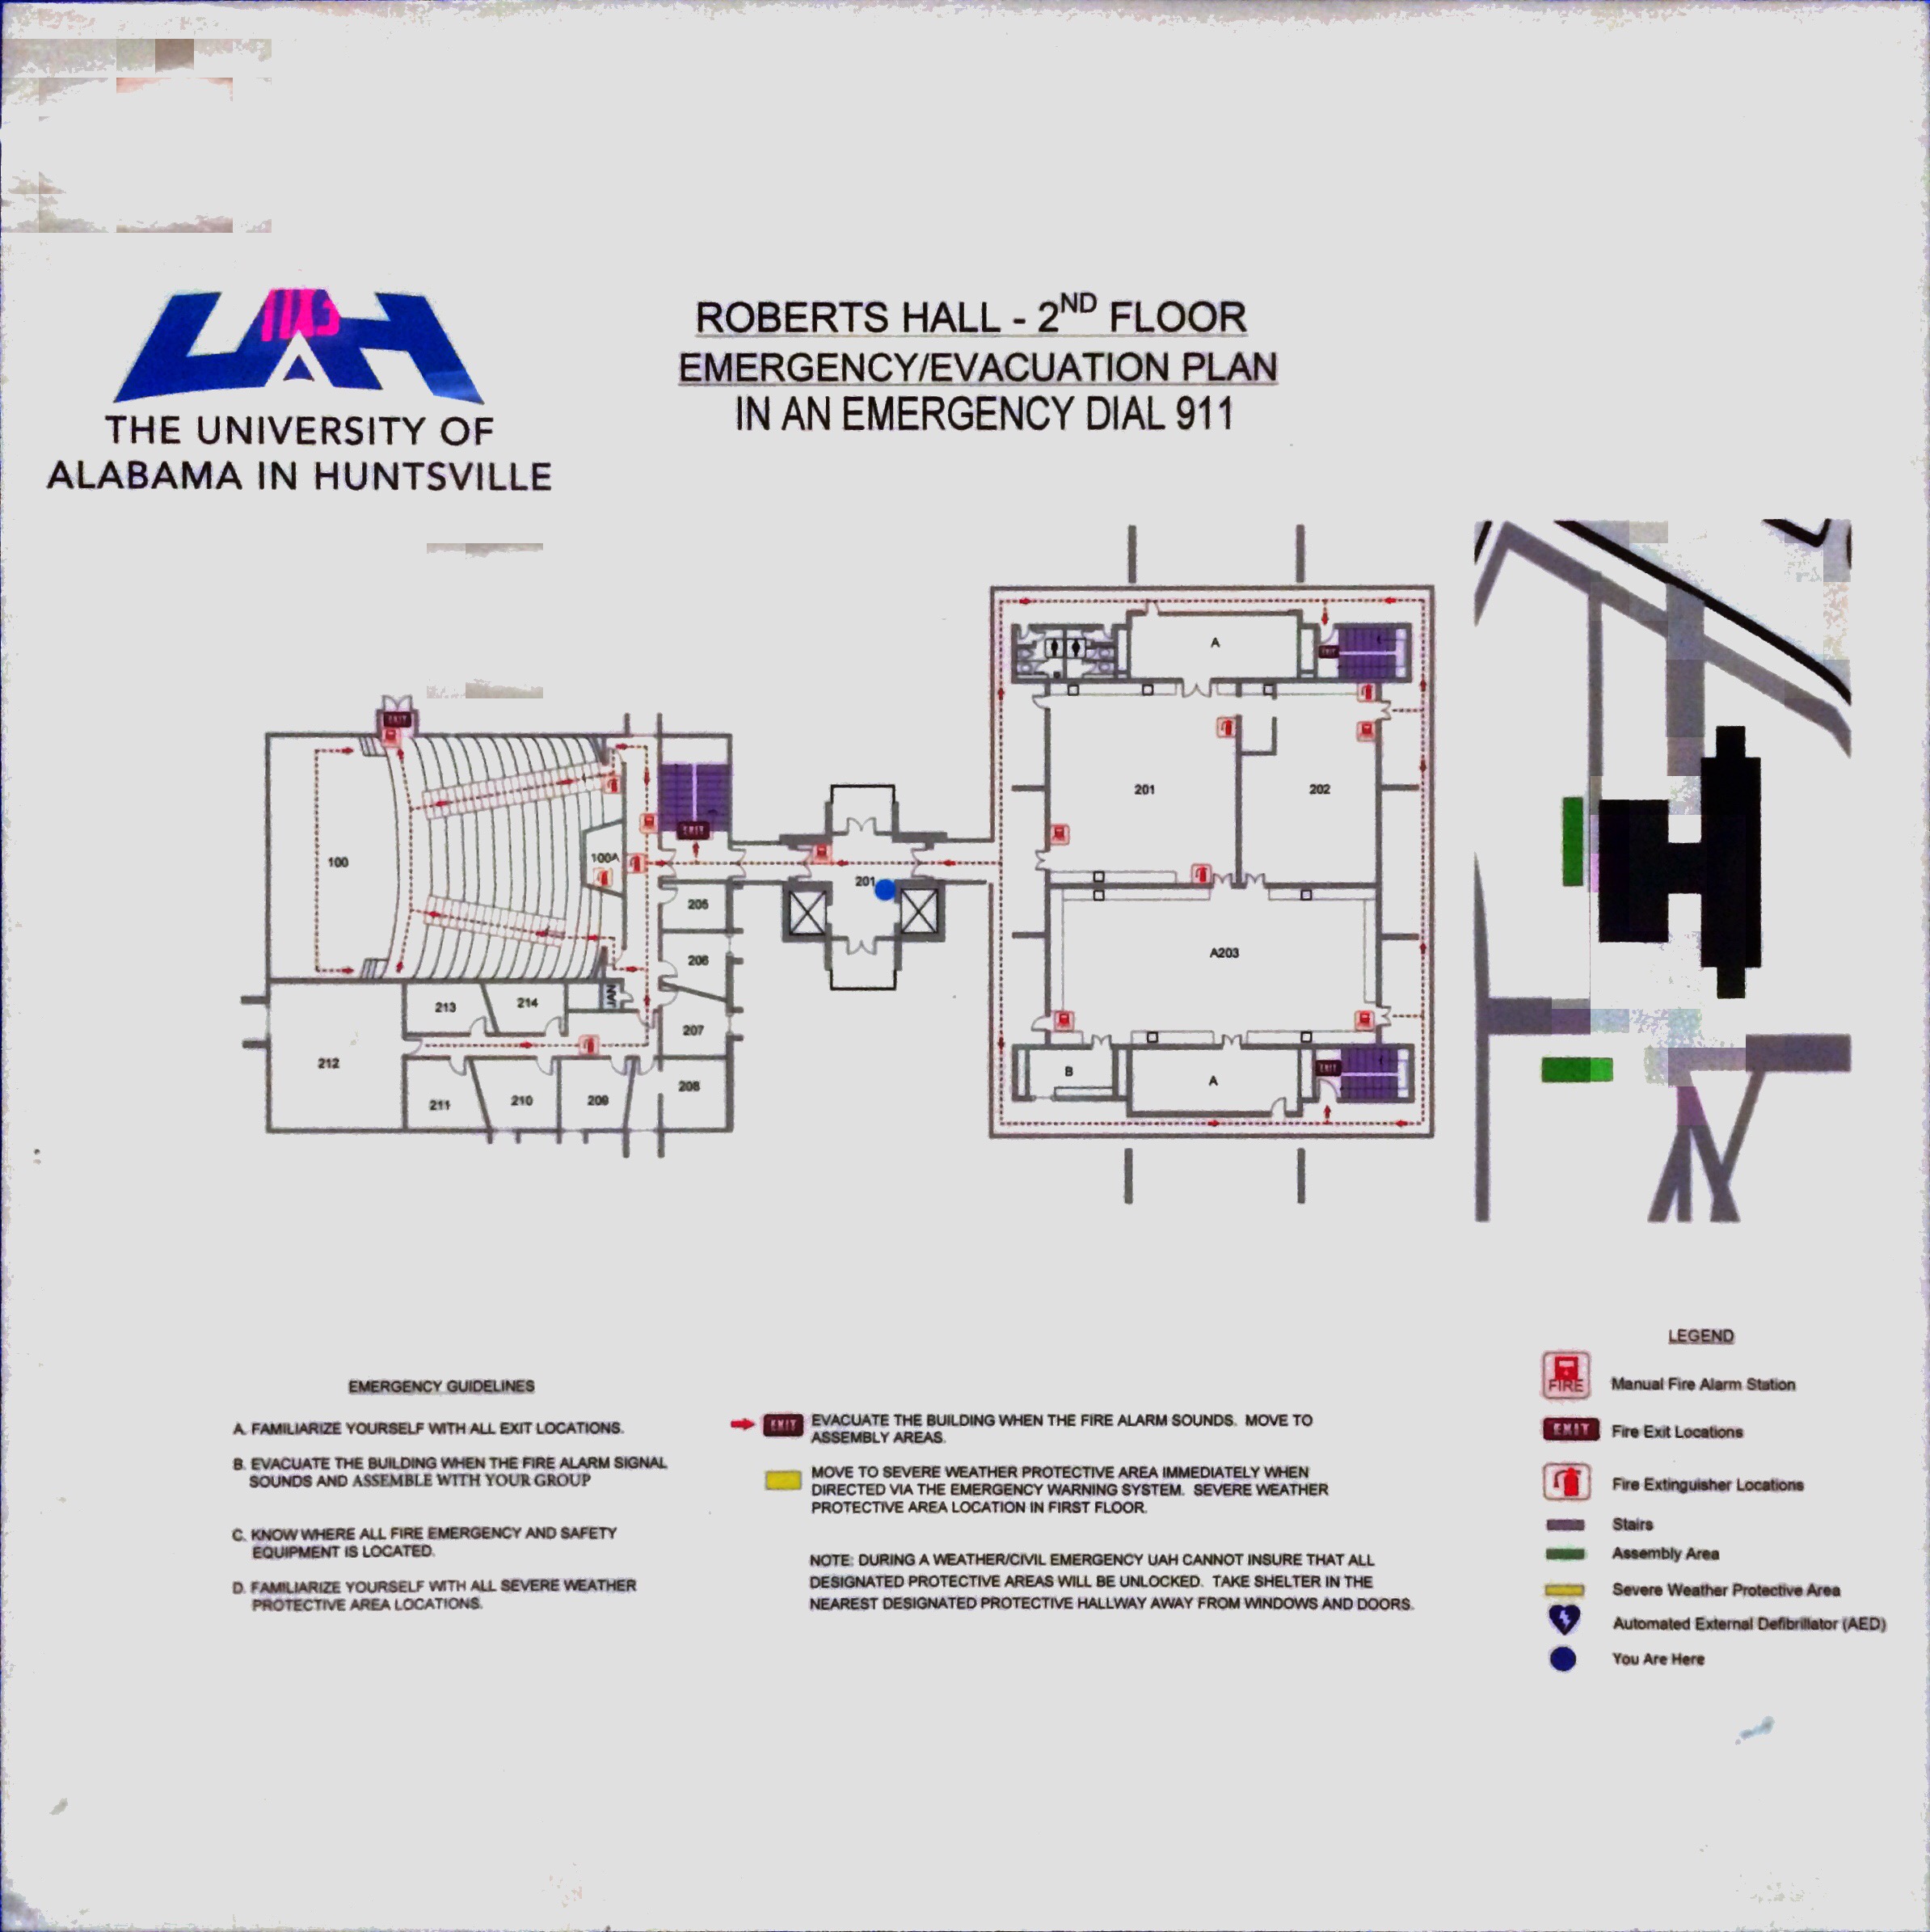 UAH
THE UNIVERSITY OF
ALABAMA IN HUNTSVILLE
ROBERTS HALL - 2ND FLOOR
EMERGENCY/EVACUATION PLAN
IN AN EMERGENCY DIAL 911
A
EXIT
EXIT
201
202
100
100A
EXIT
201
205
206
A203
213
214
JAN
207
212
208
211
210
209
B
A
EXIT
LEGEND
FIRE
Manual Fire Alarm Station
EXIT
Fire Exit Locations
Fire Extinguisher Locations
Stairs
Assembly Area
Severe Weather Protective Area
Automated External Defibrillator (AED)
You Are Here
EMERGENCY GUIDELINES
A. FAMILIARIZE YOURSELF WITH ALL EXIT LOCATIONS.
B. EVACUATE THE BUILDING WHEN THE FIRE ALARM SIGNAL
SOUNDS AND ASSEMBLE WITH YOUR GROUP
C. KNOW WHERE ALL FIRE EMERGENCY AND SAFETY
EQUIPMENT IS LOCATED.
D. FAMILIARIZE YOURSELF WITH ALL SEVERE WEATHER
PROTECTIVE AREA LOCATIONS.
EXIT
EVACUATE THE BUILDING WHEN THE FIRE ALARM SOUNDS. MOVE TO
ASSEMBLY AREAS.
MOVE TO SEVERE WEATHER PROTECTIVE AREA IMMEDIATELY WHEN
DIRECTED VIA THE EMERGENCY WARNING SYSTEM. SEVERE WEATHER
PROTECTIVE AREA LOCATION IN FIRST FLOOR.
NOTE: DURING A WEATHER/CIVIL EMERGENCY UAH CANNOT INSURE THAT ALL
DESIGNATED PROTECTIVE AREAS WILL BE UNLOCKED. TAKE SHELTER IN THE
NEAREST DESIGNATED PROTECTIVE HALLWAY AWAY FROM WINDOWS AND DOORS.